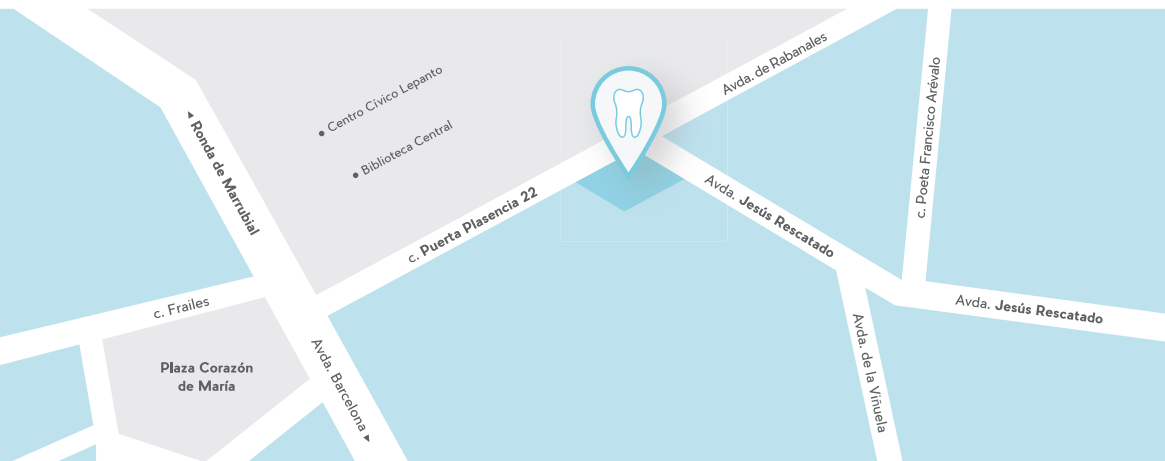 Avda. de Rabanales
c. Poeta Francisco Arévalo
Centro Cívico Lepanto
Biblioteca Central
Ronda de Marrubial
c. Puerta Plasencia 22
Avda. Jesús Rescatado
c. Frailes
Avda. Jesús Rescatado
Plaza Corazón
de María
Avda. Barcelona
Avda. de la Viñuela